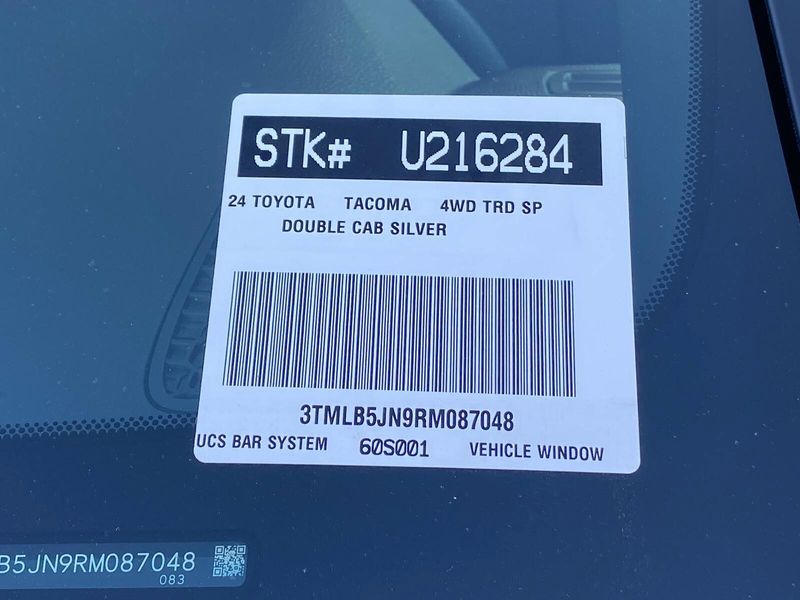 STK# U216284
24 TOYOTA TACOMA 4WD TRD SP
DOUBLE CAB SILVER
3TMLB5JN9RM087048
UCS BAR SYSTEM 60S001 VEHICLE WINDOW
B5JN9RM087048
083